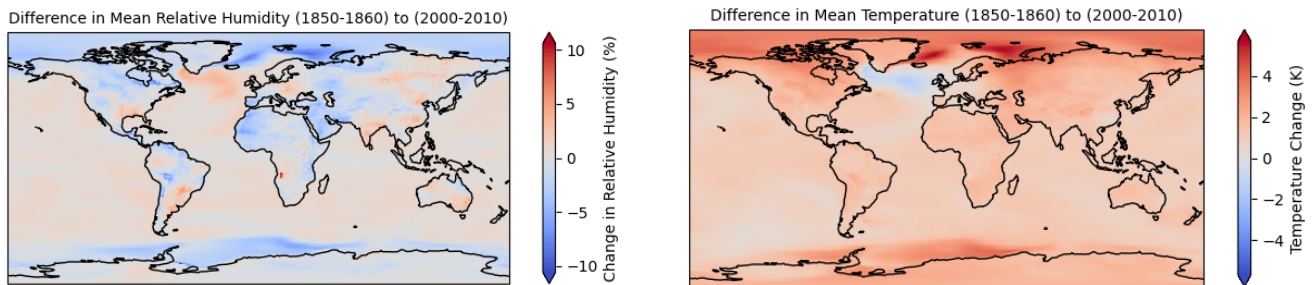 Difference in Mean Relative Humidity (1850-1860) to (2000-2010)
10
5
0
−5
−10
Change in Relative Humidity (%)
Difference in Mean Temperature (1850-1860) to (2000-2010)
4
2
0
−2
−4
Temperature Change (K)